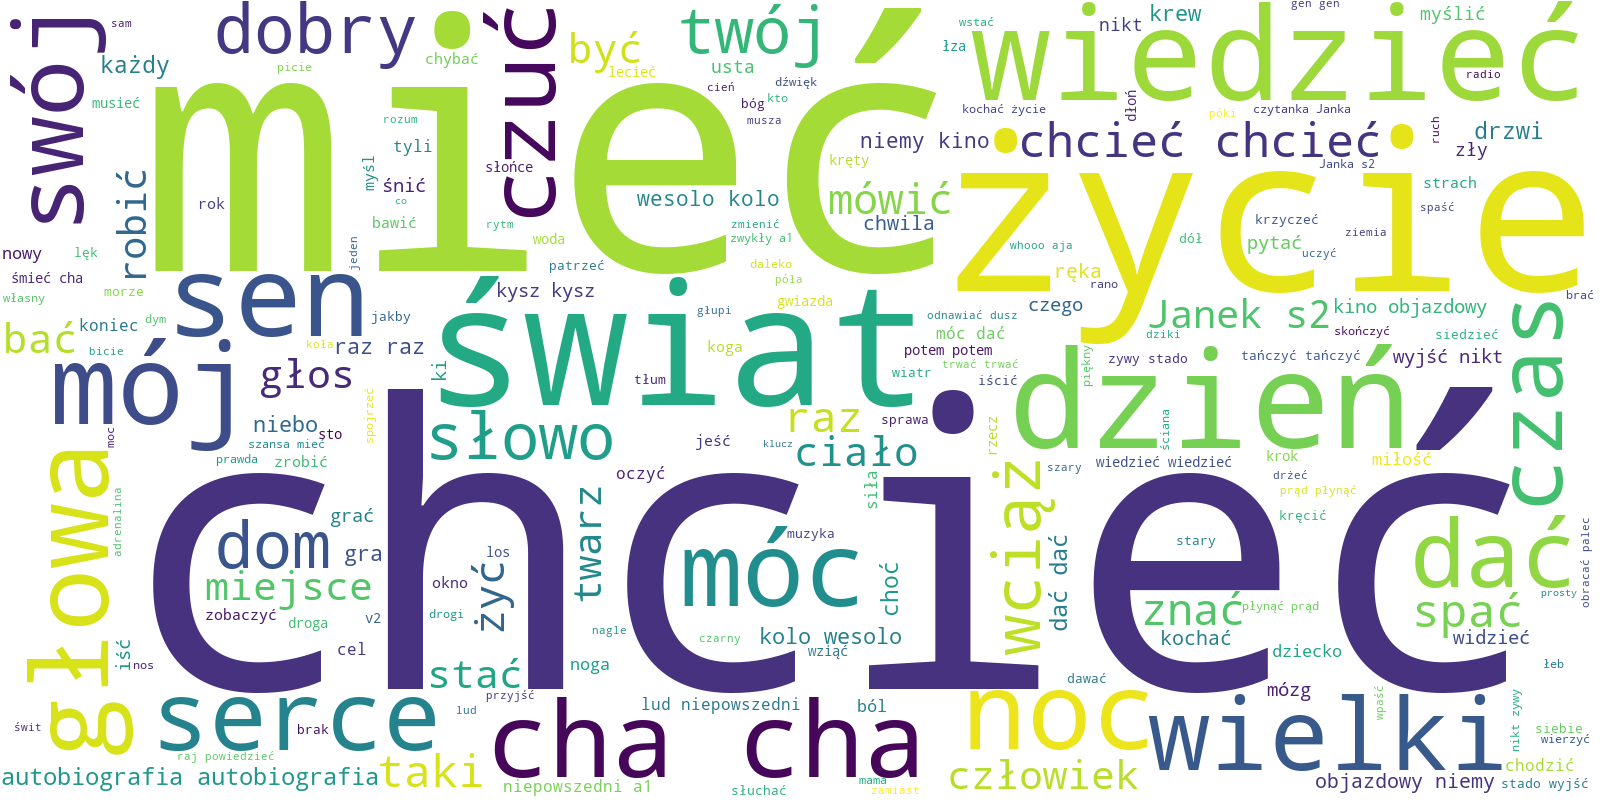 swój
sam
dobry
każdy
picie
musieć
chybać
rozum
tyli
myśl
śnić
co
bawić
rok
robić
jeden
mieć
czuć
słońce
rytm
być
lecieć
twój
usta
cień
dźwięk
kto
bóg
musza
wstać
łza
wiedzieć
nikt
krew
gen gen
myślić
radio
kochać życie
dłoń
czytanka Janka
póki
ruch
drzwi
zły
niemy kino
chcieć chcieć
Janka s2
kręty
mówić
chwila
wesolo kolo
zmienić
zwykły a1
woda
patrzeć
daleko
póła
gwiazda
życie
strach
spaść
krzyczeć
ziemia
pytać
uczyć
dół
whooo aja
ręka
rano
czego
nowy
lęk
śmieć cha
własny
morze
dym
bać
koniec
bicie
sen
jakby
koła
raz raz
kysz kysz
świat
głupi
koga
odnawiać dusz
móc dać
potem potem
trwać trwać
wiatr
iścić
tłum
ki
Janek s2
dziki
kino objazdowy
skończyć
siedzieć
brać
żywy stado
tańczyć tańczyć
wyjść nikt
piękny
czas
mój
głos
niebo
szansa mieć
sto
spojrzeć
moc
prawda
zrobić
słowo
jeść
klucz
raz
ciało
sprawa
oczyć
siła
rzecz
dzień
ściana
szary
wiedzieć wiedzieć
krok
miłość
drżeć
prąd płynąć
kręcić
głowa
adrenalina
chcieć
grać
dom
gra
miejsce
zobaczyć
droga
v2
cel
los
okno
żyć
drogi
twarz
nagle
noga
móc
muzyka
choć
czarny
kolo wesolo
wziąć
wciąż
dać dać
stary
dać
znać
płynąć prąd
spać
prosty
obracać palec
kochać
widzieć
dziecko
łeb
iść
nos
stać
przyjść
lud
lud niepowszedni
ból
dawać
mózg
wpaść
świt
serce
brak
raj powiedzieć
cha cha
noc
wielki
nikt żywy
siebie
wierzyć
chodzić
autobiografia autobiografia
taki
niepowszedni a1
słuchać
mama
zamiast
człowiek
objazdowy niemy
stado wyjść